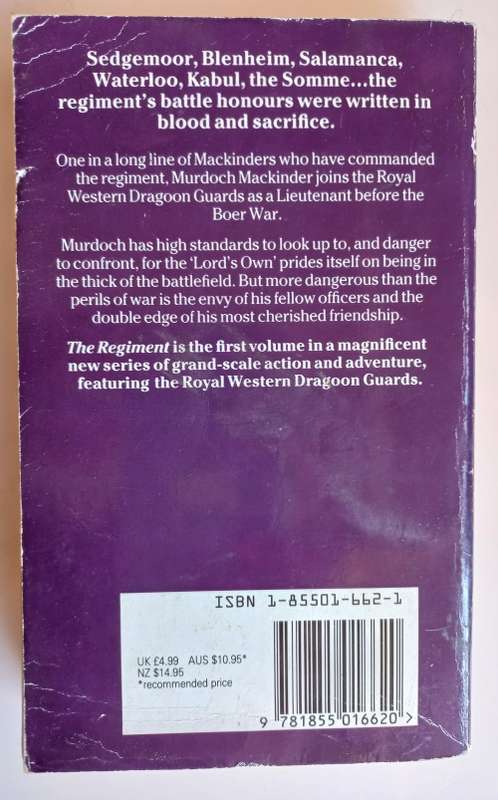 Sedgemoor, Blenheim, Salamanca,
Waterloo, Kabul, the Somme...the
regiment's battle honours were written in
blood and sacrifice.
One in a long line of Mackinders who have commanded
the regiment, Murdoch Mackinder joins the Royal
Western Dragoon Guards as a Lieutenant before the
Boer War.
Murdoch has high standards to look up to, and danger
to confront, for the 'Lord's Own' prides itself on being in
the thick of the battlefield. But more dangerous than the
perils of war is the envy of his fellow officers and the
double edge of his most cherished friendship.
The Regiment is the first volume in a magnificent
new series of grand-scale action and adventure,
featuring the Royal Western Dragoon Guards.
ISBN 1-85501-662-1
UK £4.99 AUS $10.95*
NZ $14.95
*recommended price
9 781855 016620 >